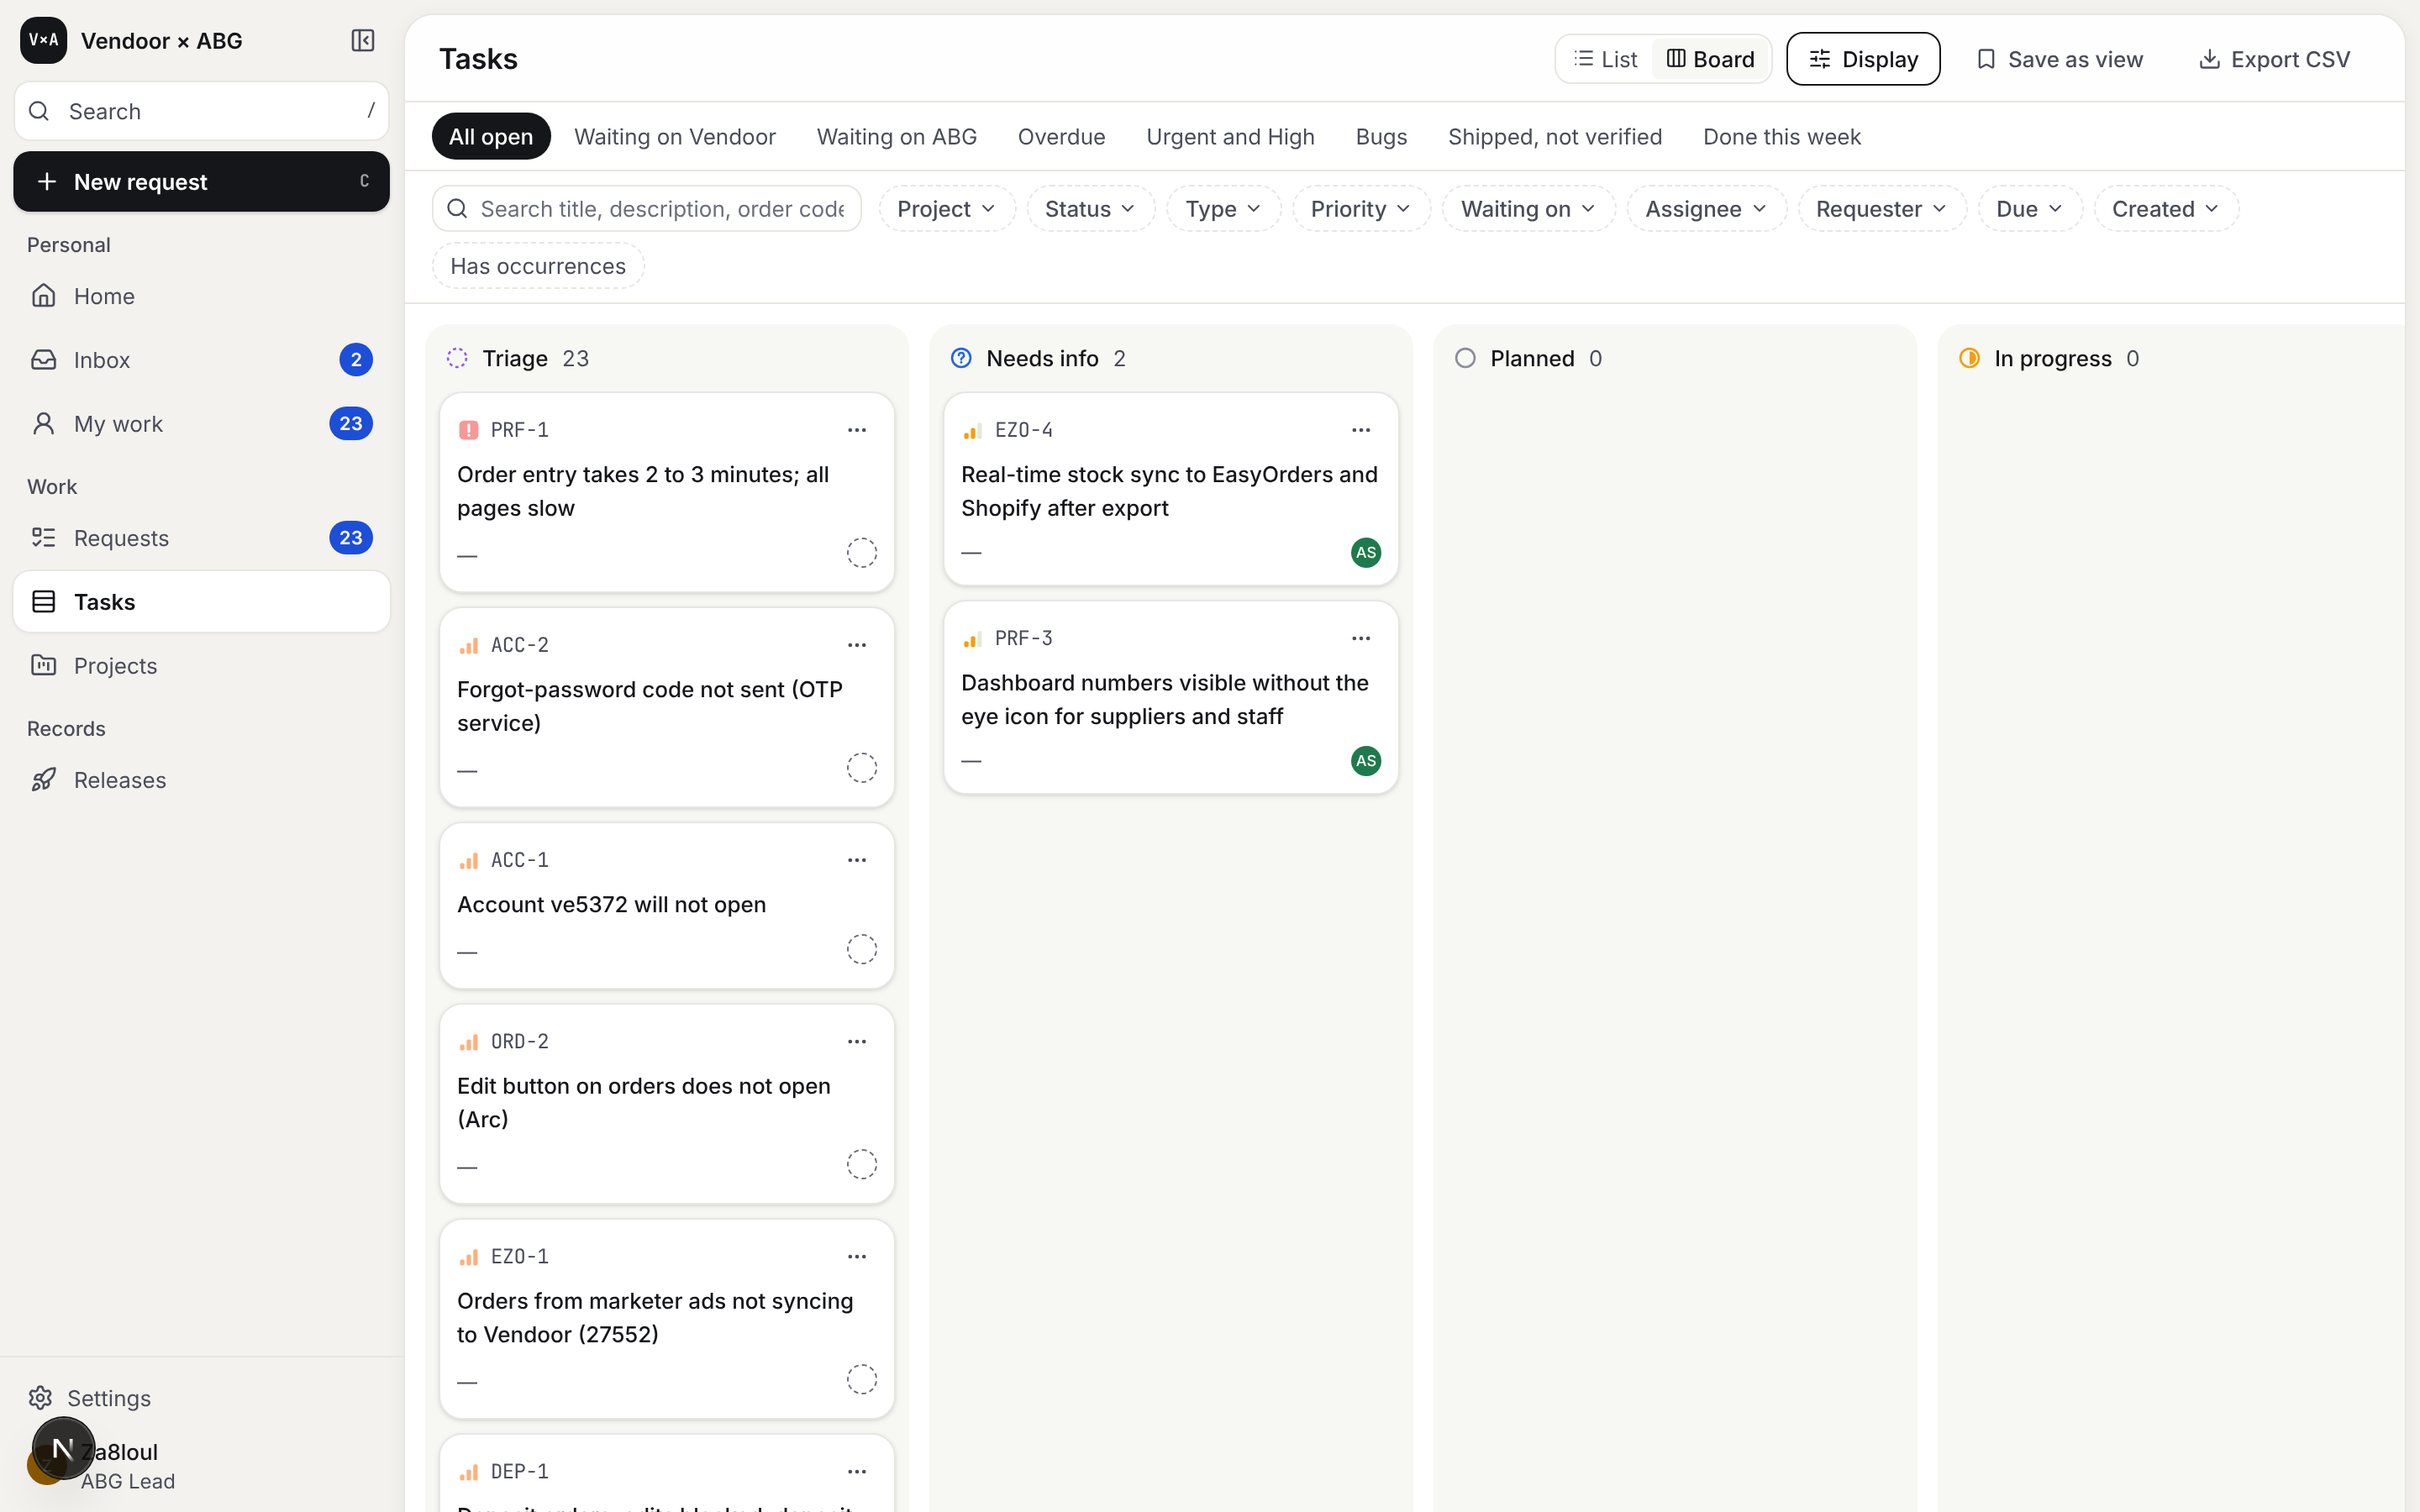 V×A
Vendoor × ABG
Search
/
New request
C
Personal
Home
Inbox
2
My work
23
Work
Requests
23
Tasks
Projects
Records
Releases
Settings
N
Za8loul
ABG Lead
Tasks
List
Board
Display
Save as view
Export CSV
All open
Waiting on Vendoor
Waiting on ABG
Overdue
Urgent and High
Bugs
Shipped, not verified
Done this week
Search title, description, order code
Project
Status
Type
Priority
Waiting on
Assignee
Requester
Due
Created
Has occurrences
Triage 23
PRF-1
Order entry takes 2 to 3 minutes; all
pages slow
—
ACC-2
Forgot-password code not sent (OTP
service)
—
ACC-1
Account ve5372 will not open
—
ORD-2
Edit button on orders does not open
(Arc)
—
EZO-1
Orders from marketer ads not syncing
to Vendoor (27552)
—
DEP-1
Needs info 2
EZO-4
Real-time stock sync to EasyOrders and
Shopify after export
—
AS
PRF-3
Dashboard numbers visible without the
eye icon for suppliers and staff
—
AS
Planned 0
In progress 0